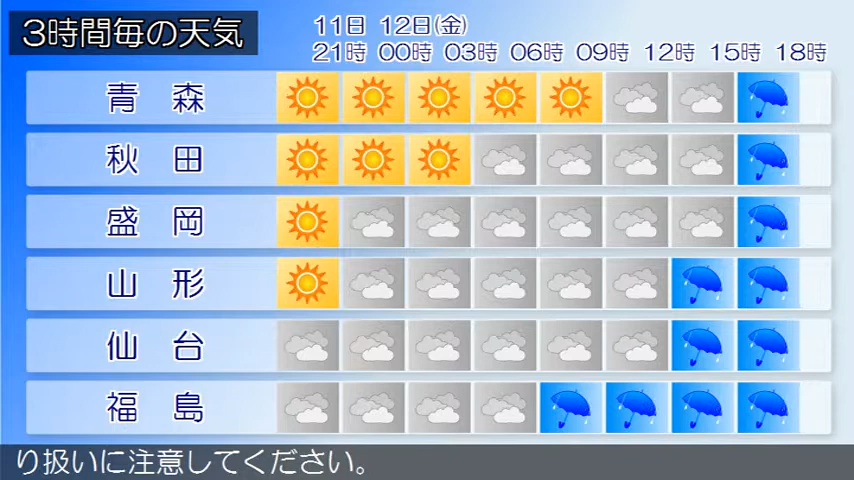 3時間毎の天気
11日 12日(金)
21時 00時 03時 06時 09時 12時 15時 18時
青森
秋田
盛岡
山形
仙台
福島
り扱いに注意してください。